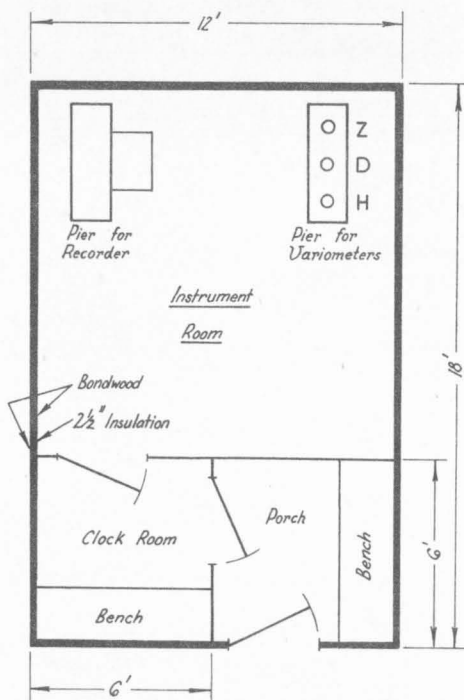 12'
Z
D
H
Pier for
Recorder
Pier for
Variometers
Instrument
Room
18'
Bondwood
2½" Insulation
Clock Room
Porch
Bench
6'
Bench
6'